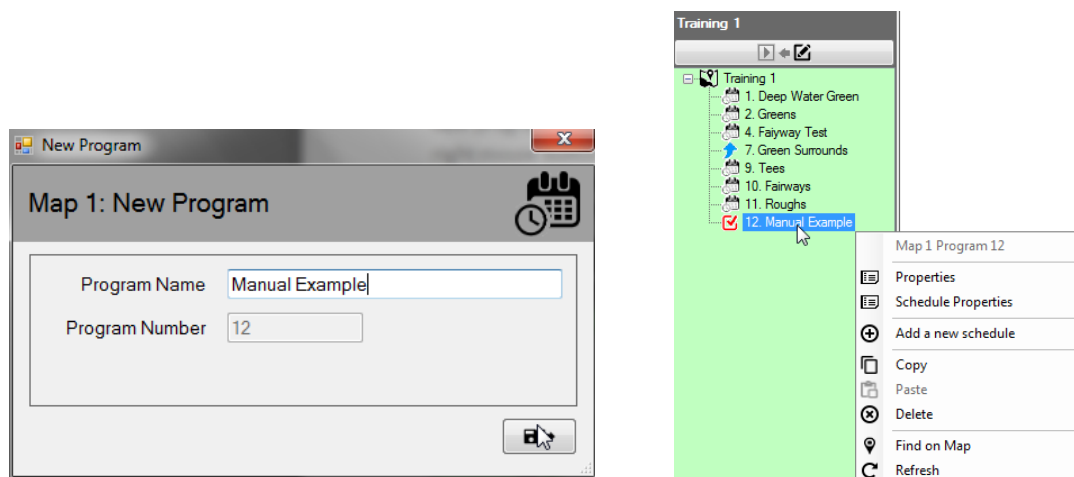 New Program
Map 1: New Program
Program Name Manual Example
Program Number 12
Training 1
Training 1
1. Deep Water Green
2. Greens
4. Faiyway Test
7. Green Surrounds
9. Tees
10. Fairways
11. Roughs
12. Manual Example
Map 1 Program 12
Properties
Schedule Properties
Add a new schedule
Copy
Paste
Delete
Find on Map
Refresh